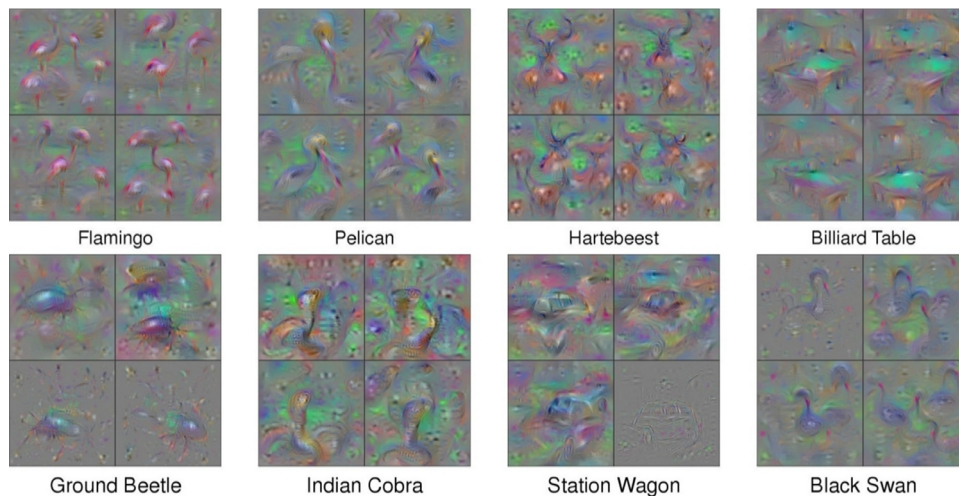 Flamingo
Pelican
Hartebeest
Billiard Table
Ground Beetle
Indian Cobra
Station Wagon
Black Swan